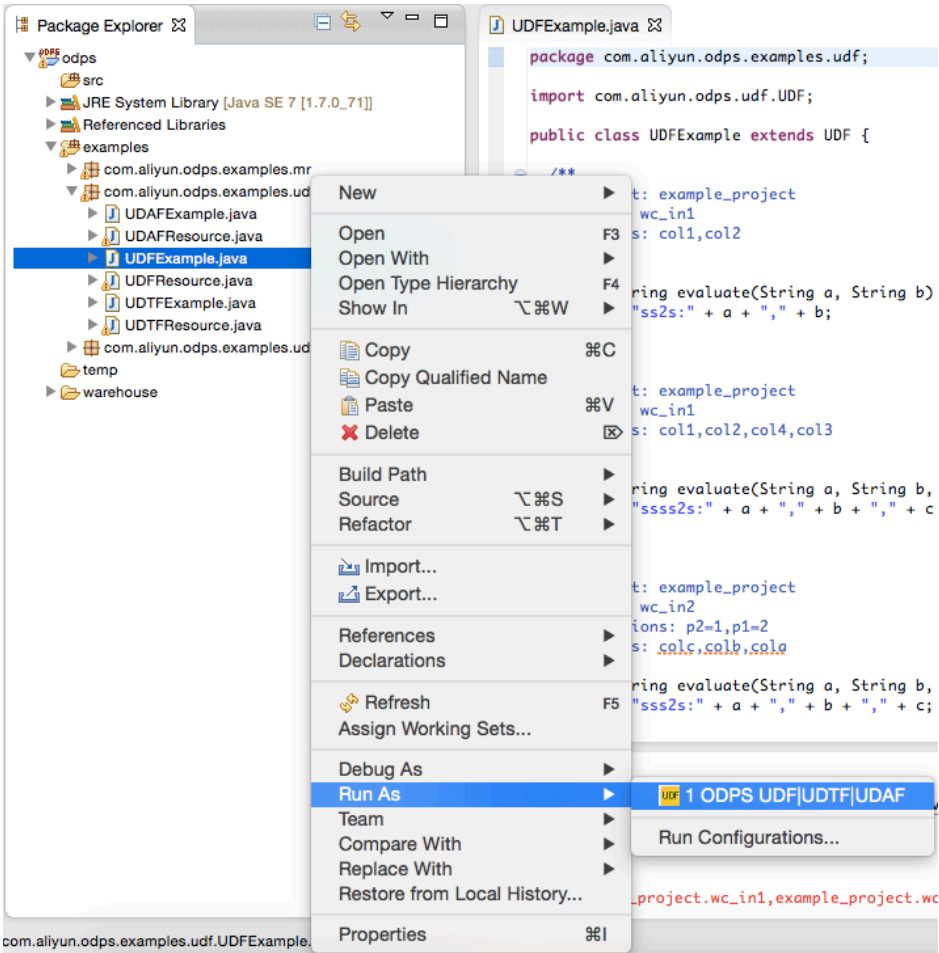 Package Explorer
odps
src
JRE System Library [Java SE 7 [1.7.0_71]]
Referenced Libraries
examples
com.aliyun.odps.examples.mr
com.aliyun.odps.examples.ud
UDAFExample.java
UDAFResource.java
UDFExample.java
UDFResource.java
UDTFExample.java
UDTFResource.java
com.aliyun.odps.examples.ud
temp
warehouse
New
Open F3
Open With
Open Type Hierarchy F4
Show In ⌥⌘W
Copy ⌘C
Copy Qualified Name
Paste ⌘V
Delete ⌦
Build Path
Source ⌥⌘S
Refactor ⌥⌘T
Import...
Export...
References
Declarations
Refresh F5
Assign Working Sets...
Debug As
Run As
Team
Compare With
Replace With
Restore from Local History...
Properties ⌘I
UDF 1 ODPS UDF|UDTF|UDAF
Run Configurations...
UDFExample.java
package com.aliyun.odps.examples.udf;
import com.aliyun.odps.udf.UDF;
public class UDFExample extends UDF {
/**
t: example_project
wc_in1
s: col1,col2
ring evaluate(String a, String b)
"ss2s:" + a + "," + b;
t: example_project
wc_in1
s: col1,col2,col4,col3
ring evaluate(String a, String b,
"ssss2s:" + a + "," + b + "," + c
t: example_project
wc_in2
ions: p2=1,p1=2
s: colc,colb,cola
ring evaluate(String a, String b,
"sss2s:" + a + "," + b + "," + c;
_project.wc_in1,example_project.wc
com.aliyun.odps.examples.udf.UDFExample.